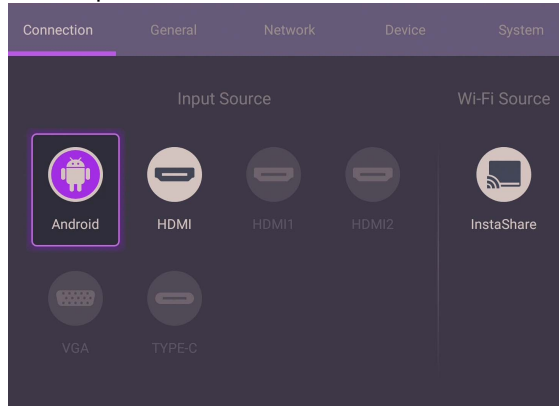 Connection General Network Device System
Input Source Wi-Fi Source
Android HDMI HDMI1 HDMI2 InstaShare
VGA TYPE-C